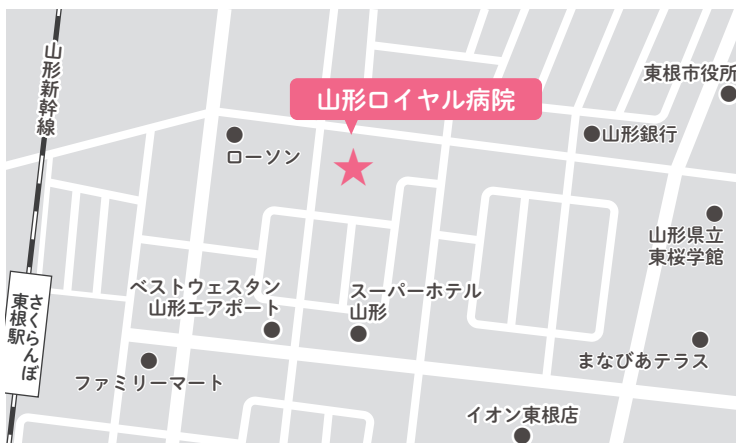 山形新幹線
東根市役所
山形ロイヤル病院
山形銀行
ローソン
山形県立
東桜学館
ベストウェスタン
山形エアポート
スーパーホテル
山形
さくらんぼ
東根駅
まなびあテラス
ファミリーマート
イオン東根店